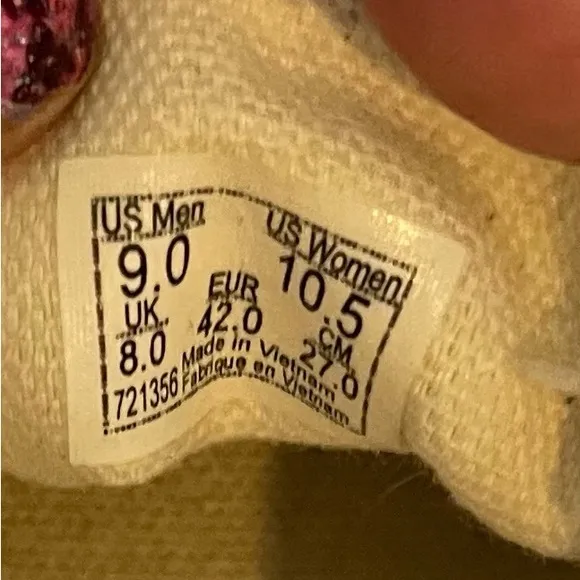 US Men US Women
9.0 10.5
UK EUR CM
8.0 42.0 27.0
721356 Made in Vietnam
Fabrique en Vietnam